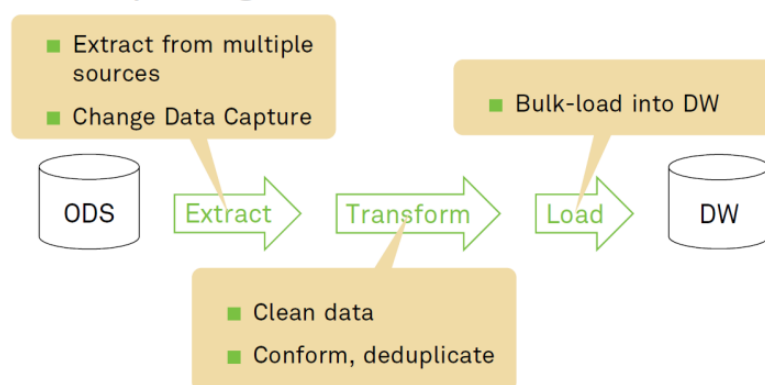 Extract from multiple
sources
Change Data Capture
Bulk-load into DW
ODS
Extract
Transform
Load
DW
Clean data
Conform, deduplicate